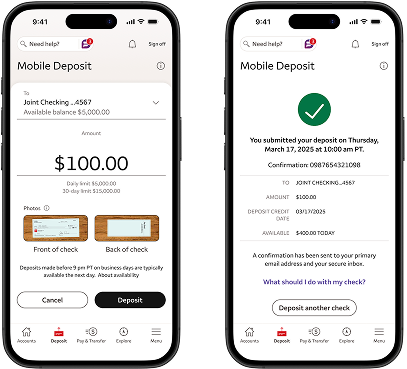 9:41
Need help?
Sign off
Mobile Deposit
To
Joint Checking ...4567
Available balance $5,000.00
Amount
$100.00
Daily limit $5,000.00
30-day limit $15,000.00
Photos
Front of check
Back of check
Deposits made before 9 pm PT on business days are typically
available the next day. About availability
Cancel
Deposit
Accounts
Deposit
Pay & Transfer
Explore
Menu
9:41
Need help?
Sign off
Mobile Deposit
You submitted your deposit on Thursday,
March 17, 2025 at 10:00 am PT.
Confirmation: 0987654321098
TO JOINT CHECKING...4567
AMOUNT $100.00
DEPOSIT CREDIT DATE 03/17/2025
AVAILABLE $400.00 TODAY
A confirmation has been sent to your primary
email address and your secure inbox.
What should I do with my check?
Deposit another check
Accounts
Deposit
Pay & Transfer
Explore
Menu